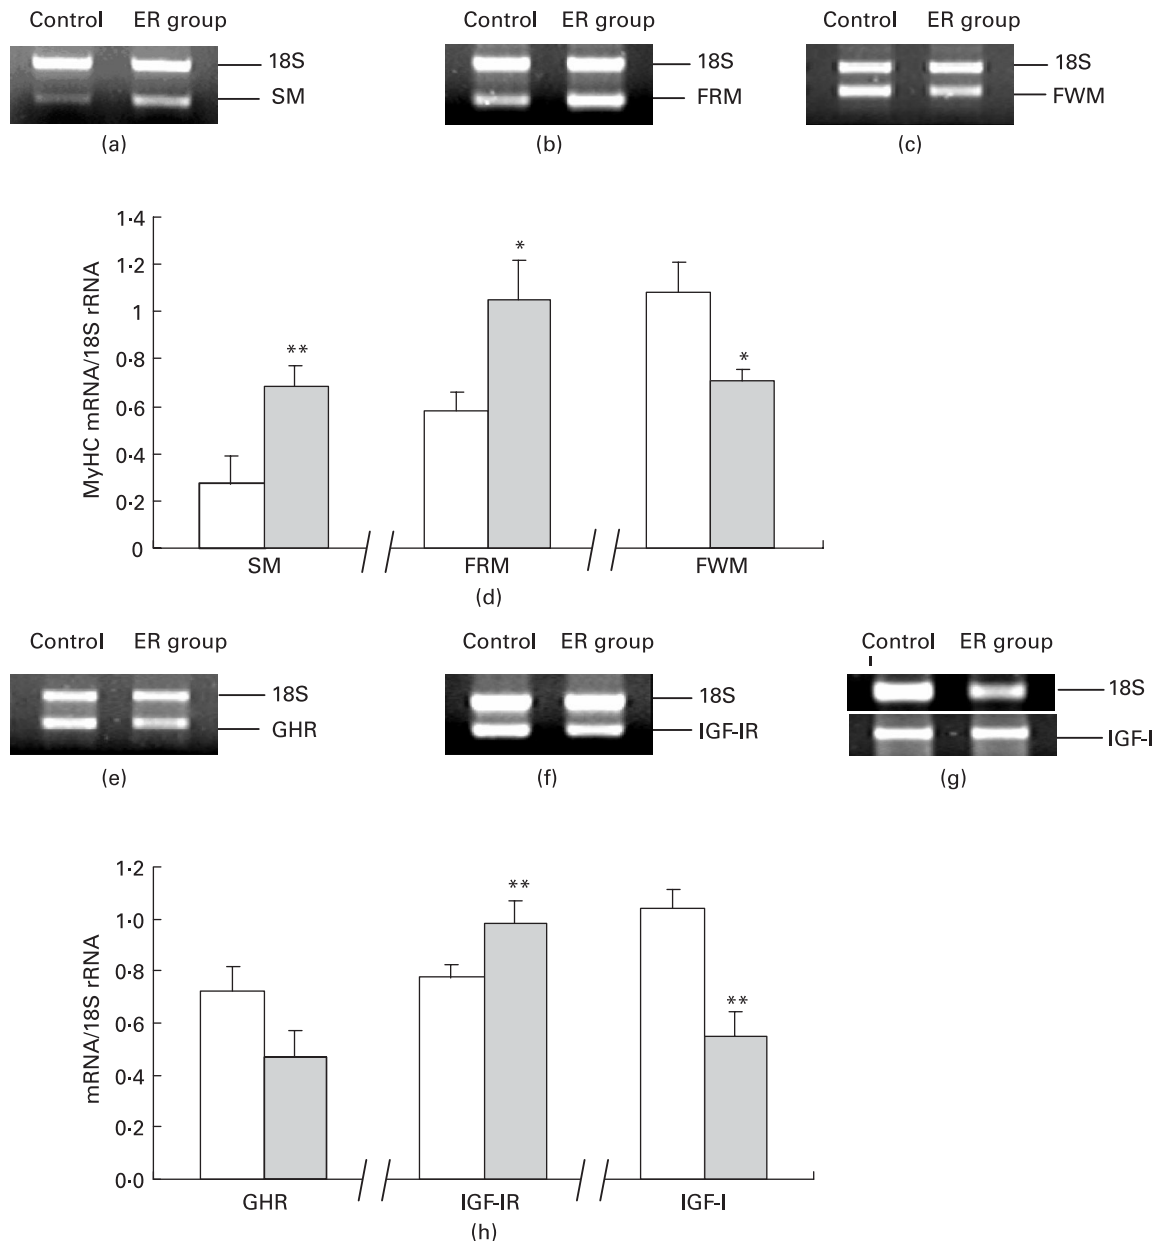 Control ER group
18S
SM
(a)
Control ER group
18S
FRM
(b)
Control ER group
18S
FWM
(c)
MyHC mRNA/18S rRNA
1·4
1·2
1
0·8
0·6
0·4
0·2
0
**
*
*
SM FRM FWM
(d)
Control ER group
18S
GHR
(e)
Control ER group
18S
IGF-IR
(f)
Control ER group
18S
IGF-I
(g)
mRNA/18S rRNA
1·2
1·0
0·8
0·6
0·4
0·2
0·0
**
**
GHR IGF-IR IGF-I
(h)